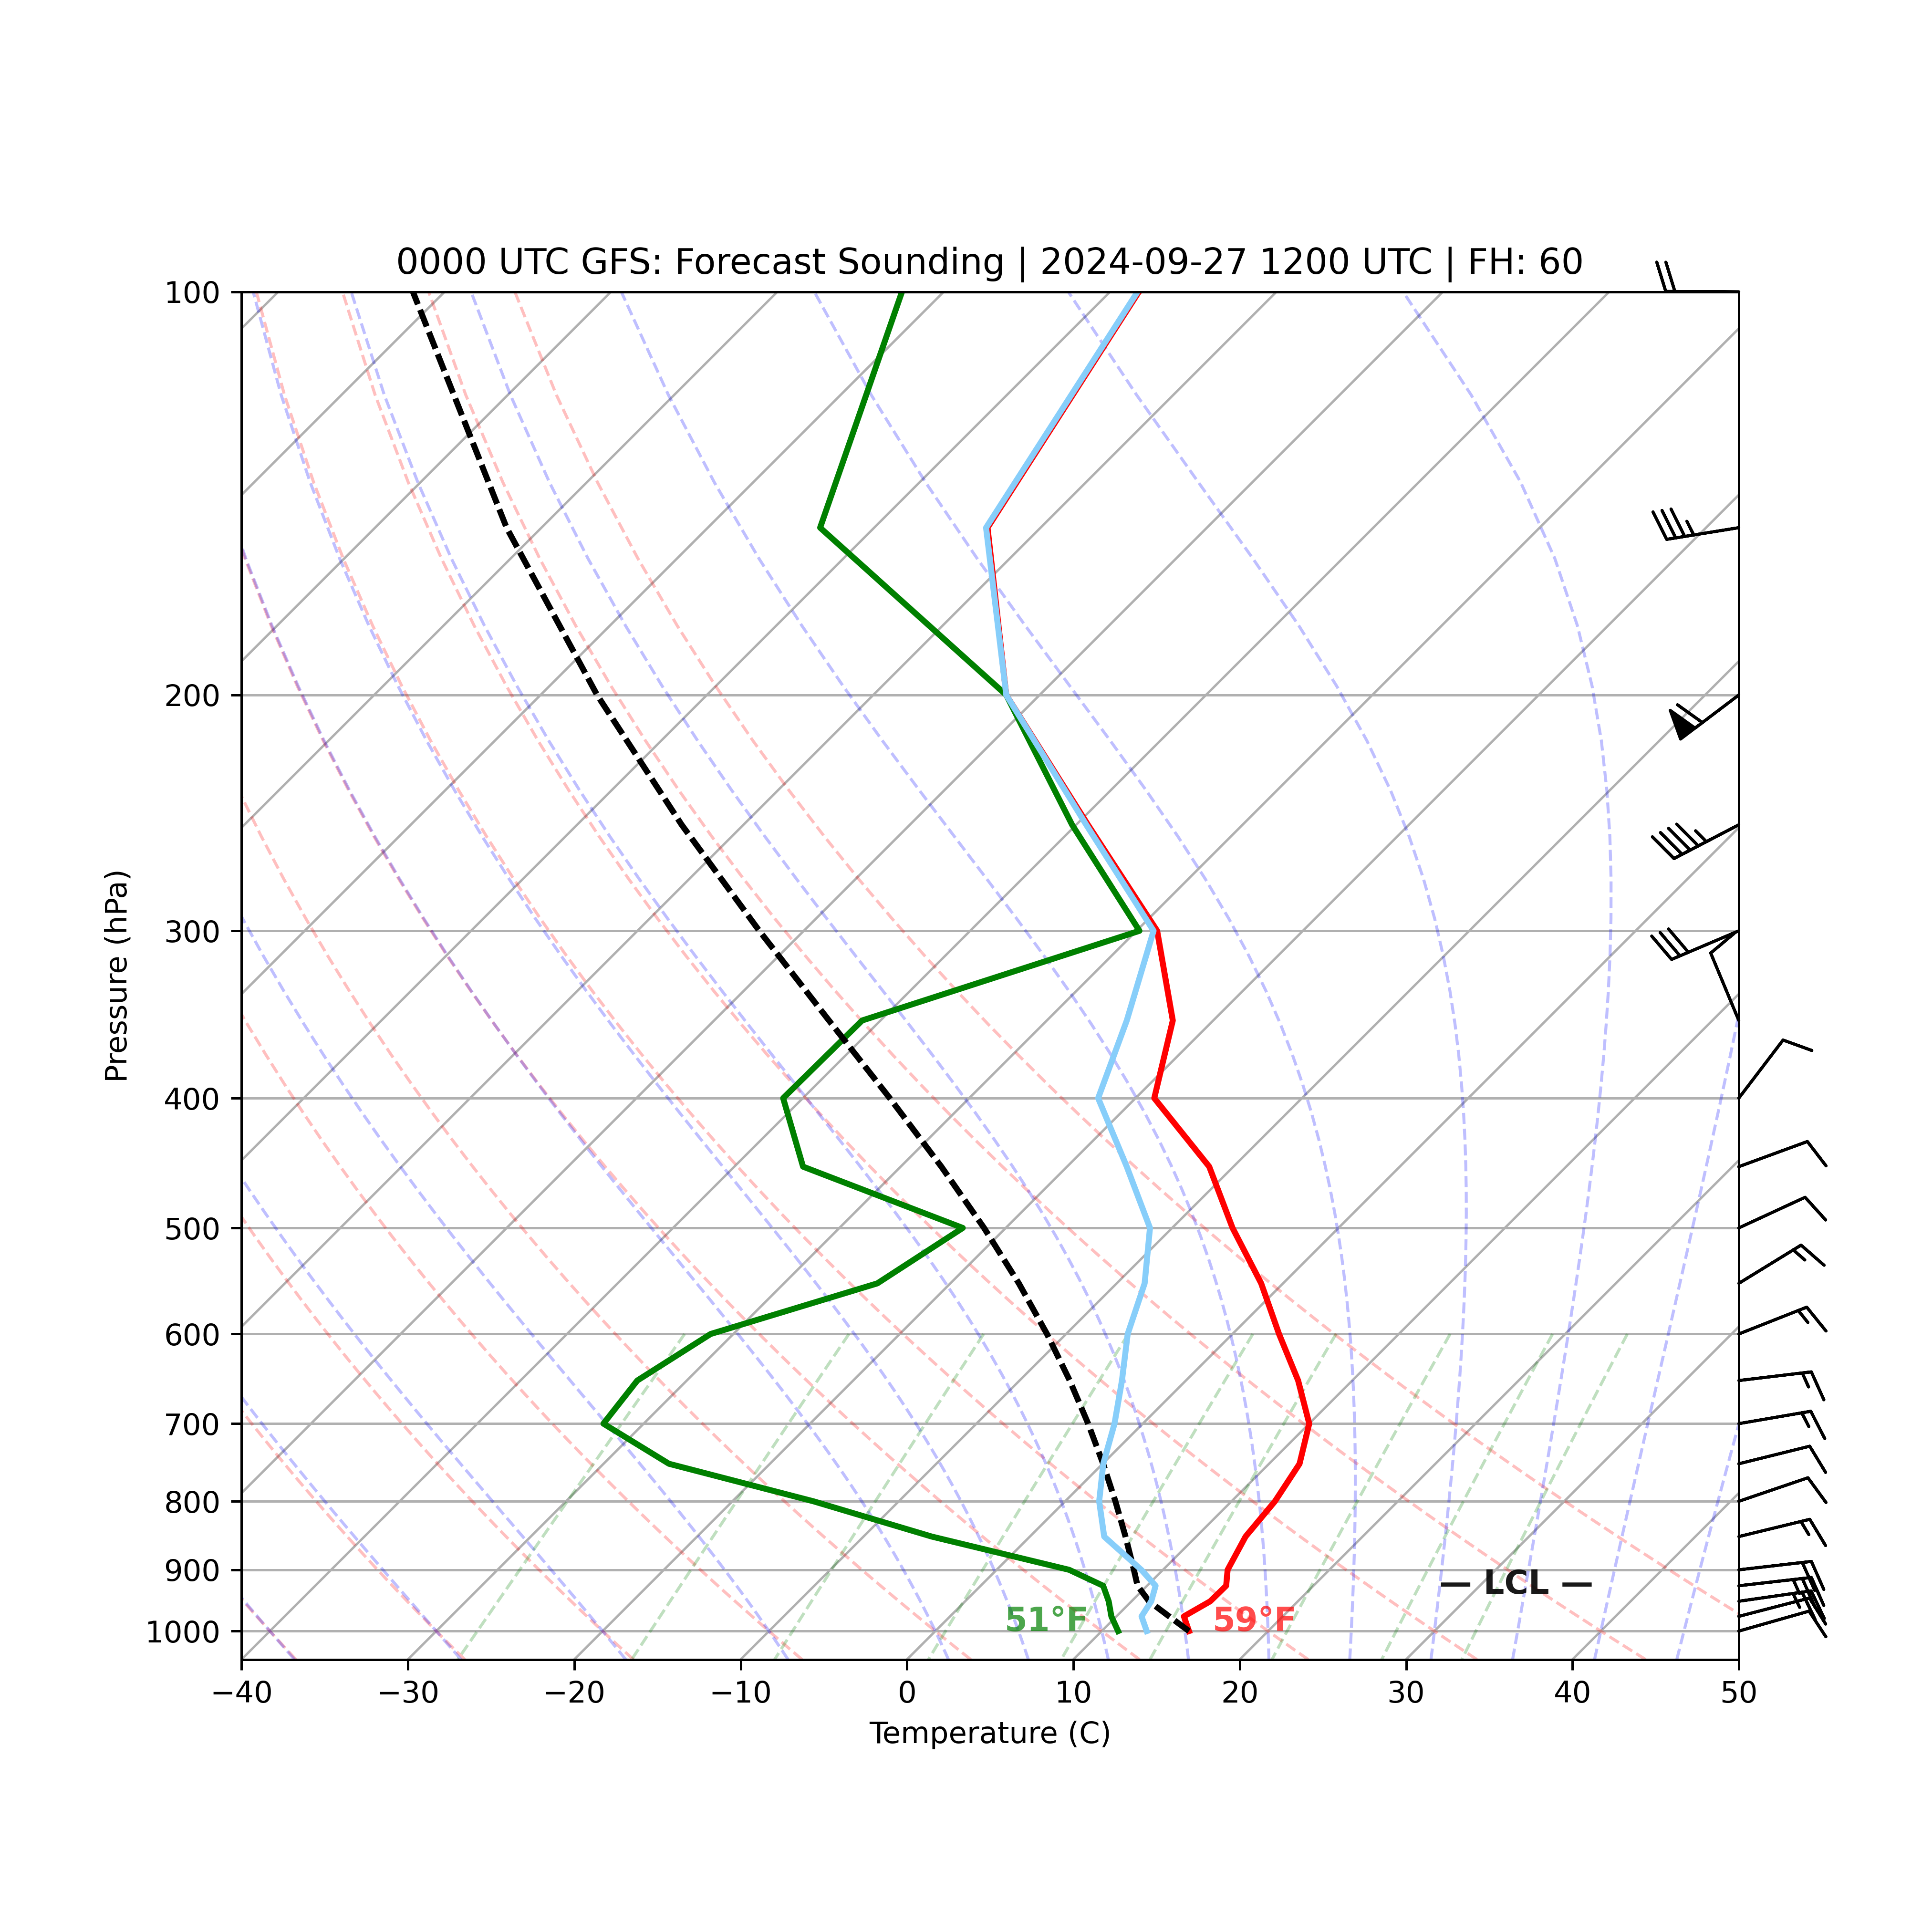 0000 UTC GFS: Forecast Sounding | 2024-09-27 1200 UTC | FH: 60
100
200
300
400
500
600
700
800
900
1000
Pressure (hPa)
— LCL —
51°F
59°F
−40 −30 −20 −10 0 10 20 30 40 50
Temperature (C)